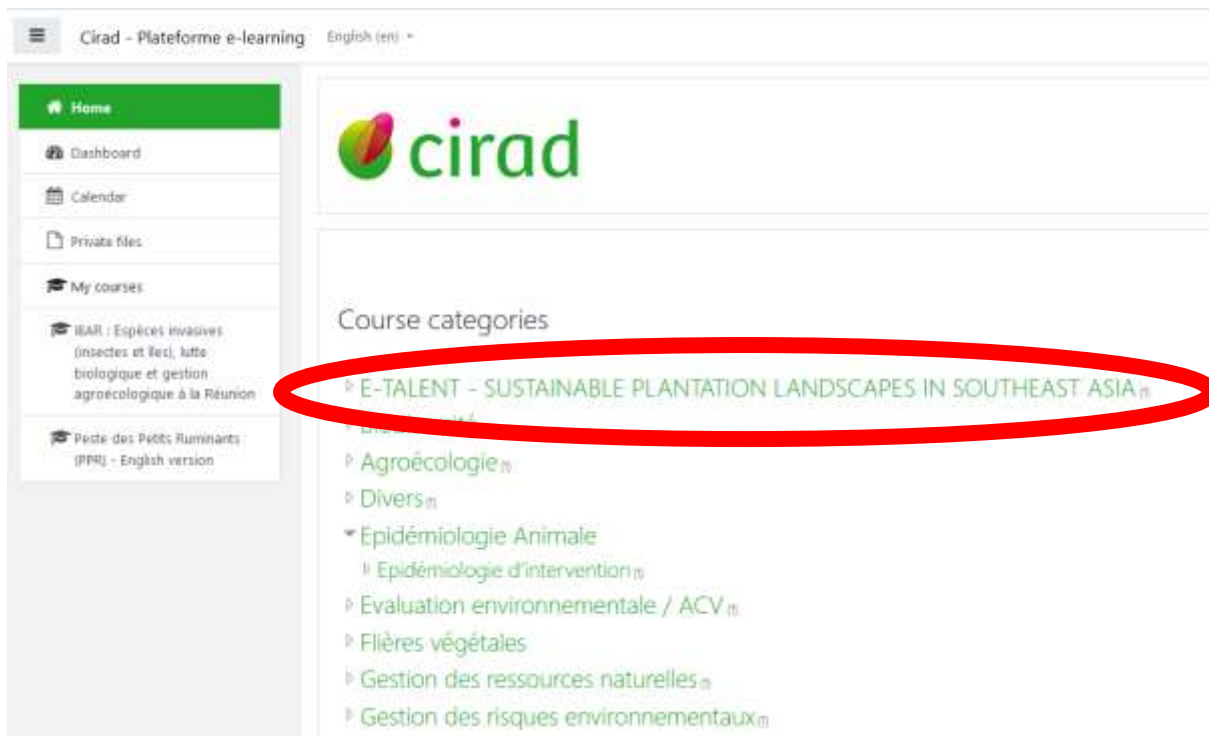 Cirad - Plateforme e-learning English (en)
Home
Dashboard
Calendar
Private files
My courses
IBAR : Espèces invasives
(insectes et îles), lutte
biologique et gestion
agroécologique à la Réunion
Peste des Petits Ruminants
(PPR) - English version
cirad
Course categories
E-TALENT - SUSTAINABLE PLANTATION LANDSCAPES IN SOUTHEAST ASIA
Agroécologie
Divers
Epidémiologie Animale
Epidémiologie d'intervention
Evaluation environnementale / ACV
Flières végétales
Gestion des ressources naturelles
Gestion des risques environnementaux